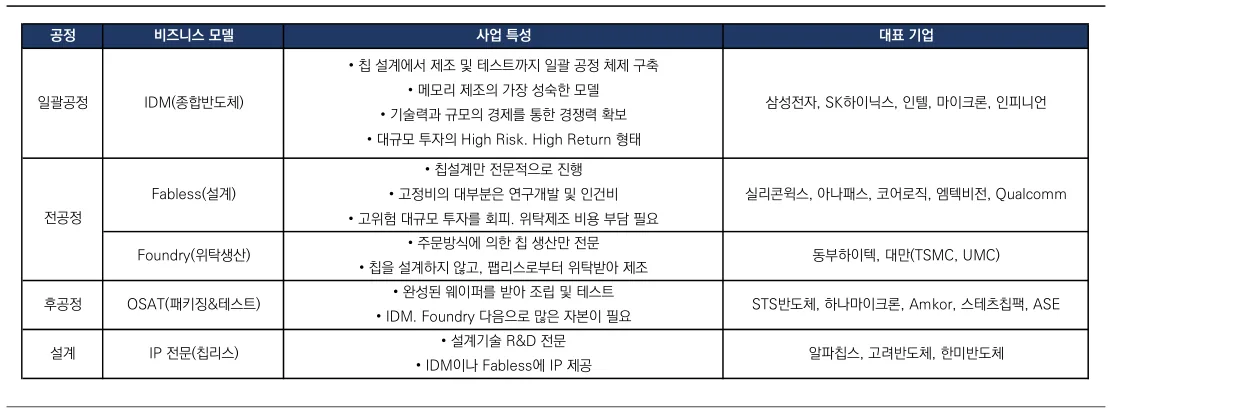 공정 비즈니스 모델 사업 특성 대표 기업
일괄공정 IDM(종합반도체)
• 칩 설계에서 제조 및 테스트까지 일괄 공정 체제 구축
• 메모리 제조의 가장 성숙한 모델
• 기술력과 규모의 경제를 통한 경쟁력 확보
• 대규모 투자의 High Risk. High Return 형태
삼성전자, SK하이닉스, 인텔, 마이크론, 인피니언
전공정
Fabless(설계)
• 칩설계만 전문적으로 진행
• 고정비의 대부분은 연구개발 및 인건비
• 고위험 대규모 투자를 회피. 위탁제조 비용 부담 필요
실리콘웍스, 아나패스, 코어로직, 엠텍비전, Qualcomm
Foundry(위탁생산)
• 주문방식에 의한 칩 생산만 전문
• 칩을 설계하지 않고, 팹리스로부터 위탁받아 제조
동부하이텍, 대만(TSMC, UMC)
후공정 OSAT(패키징&테스트)
• 완성된 웨이퍼를 받아 조립 및 테스트
• IDM. Foundry 다음으로 많은 자본이 필요
STS반도체, 하나마이크론, Amkor, 스테츠칩팩, ASE
설계 IP 전문(칩리스)
• 설계기술 R&D 전문
• IDM이나 Fabless에 IP 제공
알파칩스, 고려반도체, 한미반도체